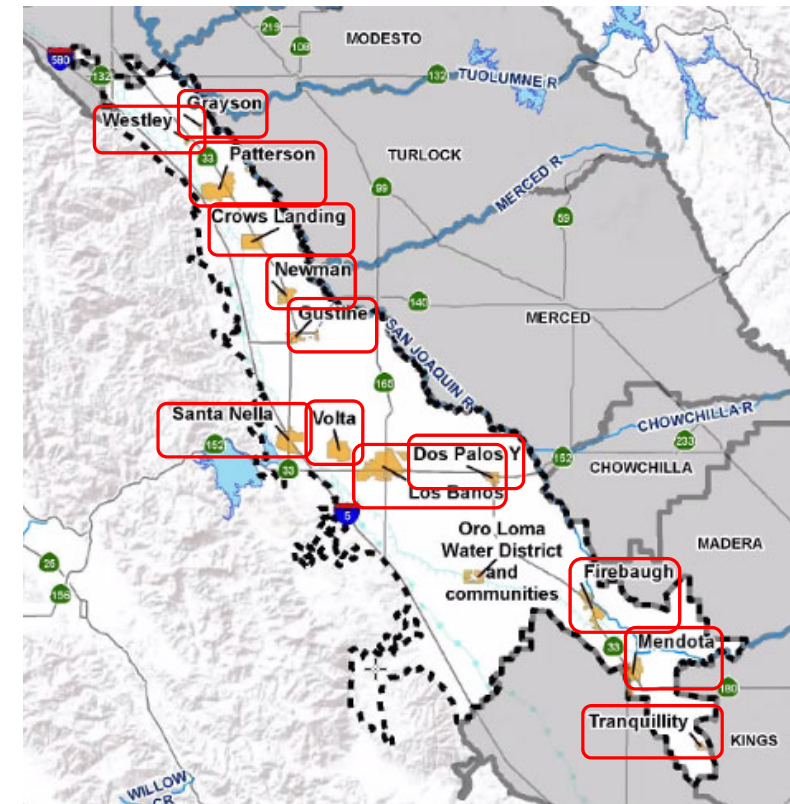 219
MODESTO
108
580
132
132
TUOLUMNE R
Grayson
Westley
Patterson
33
TURLOCK
99
MERCED R
Crows Landing
59
Newman
140
Gustine
MERCED
SAN JOAQUIN R
165
Santa Nella
Volta
CHOWCHILLA R
152
33
Dos Palos Y
152
233
CHOWCHILLA
Los Banos
5
Oro Loma
Water District
and
communities
MADERA
25
Firebaugh
156
33
Mendota
180
Tranquillity
KINGS
WILLOW
CR